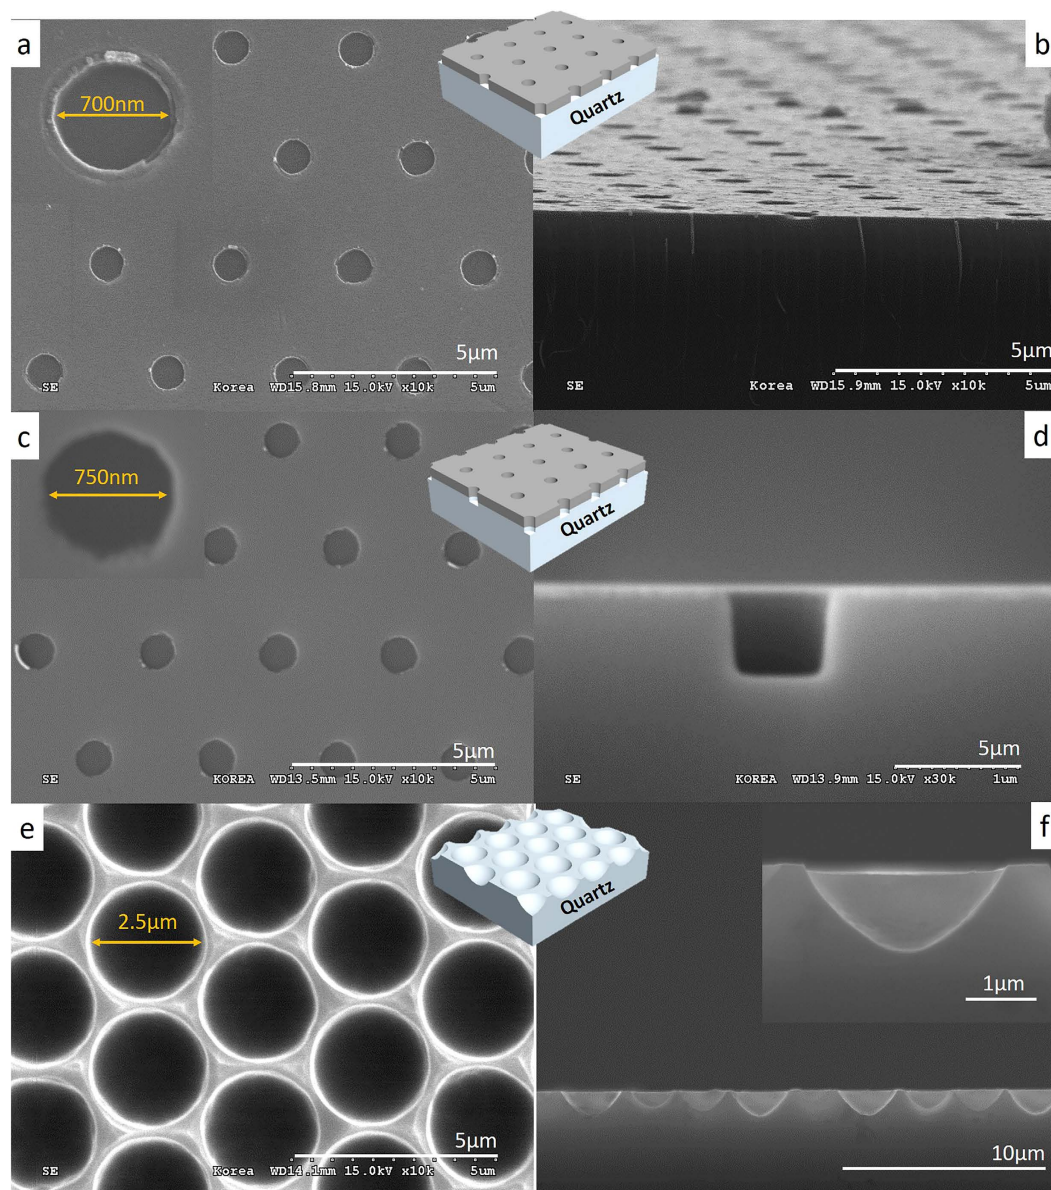 a
700nm
Quartz
b
5µm
SE
Korea WD15.8mm 15.0kV x10k 5um
5µm
SE
Korea WD15.9mm 15.0kV x10k 5um
c
750nm
Quartz
d
5µm
SE
KOREA WD13.5mm 15.0kV x10k 5um
5µm
SE
KOREA WD13.9mm 15.0kV x30k 1um
e
2.5µm
Quartz
f
1µm
5µm
SE
Korea WD14.1mm 15.0kV x10k 5um
10µm